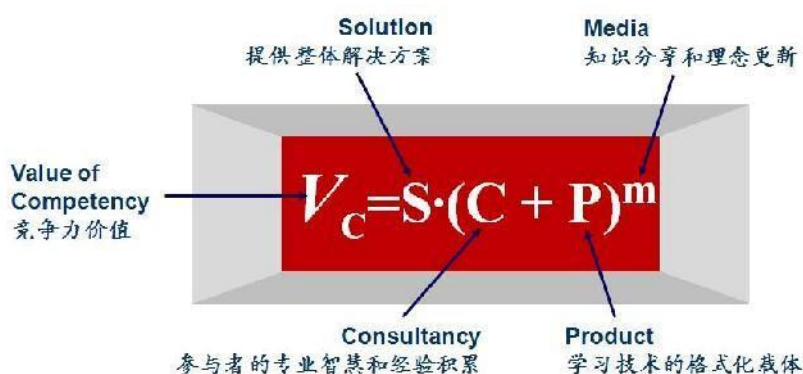 Solution
提供整体解决方案
Media
知识分享和理念更新
Value of
Competency
竞争力价值
V_C=S·(C + P)^m
Consultancy
参与者的专业智慧和经验积累
Product
学习技术的格式化载体